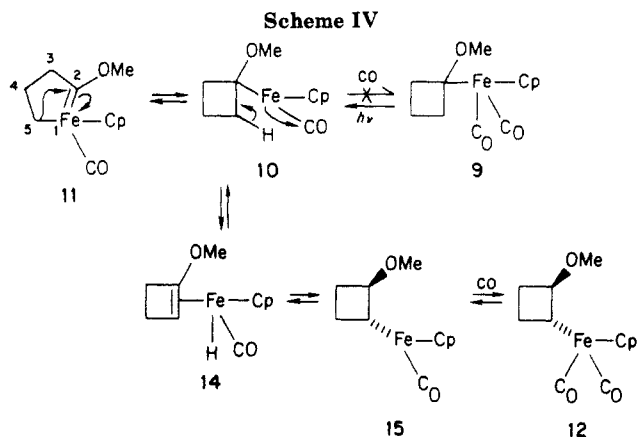 Scheme IV
3 2 OMe
4
5 1 Fe Cp
CO
11
OMe
Fe Cp
H CO
10
CO
X
hν
OMe
Fe Cp
CO CO
9
OMe
Fe Cp
H CO
14
OMe
Fe Cp
CO
15
CO
OMe
Fe Cp
CO CO
12